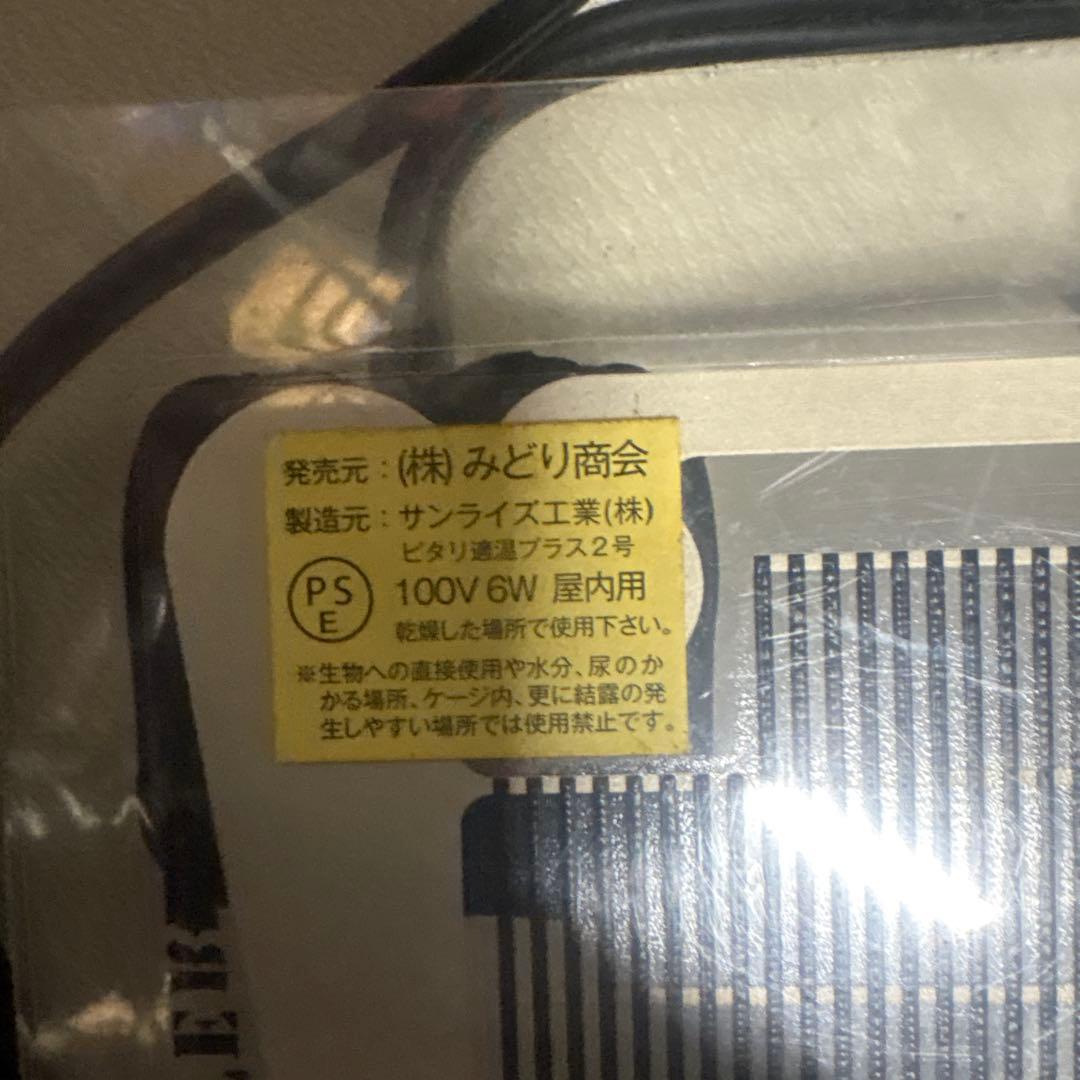 発売元：(株)みどり商会
製造元：サンライズ工業(株)
ピタリ適温プラス2号
PS
E
100V 6W 屋内用
乾燥した場所で使用下さい。
※生物への直接使用や水分、尿のか
かる場所、ケージ内、更に結露の発
生しやすい場所では使用禁止です。